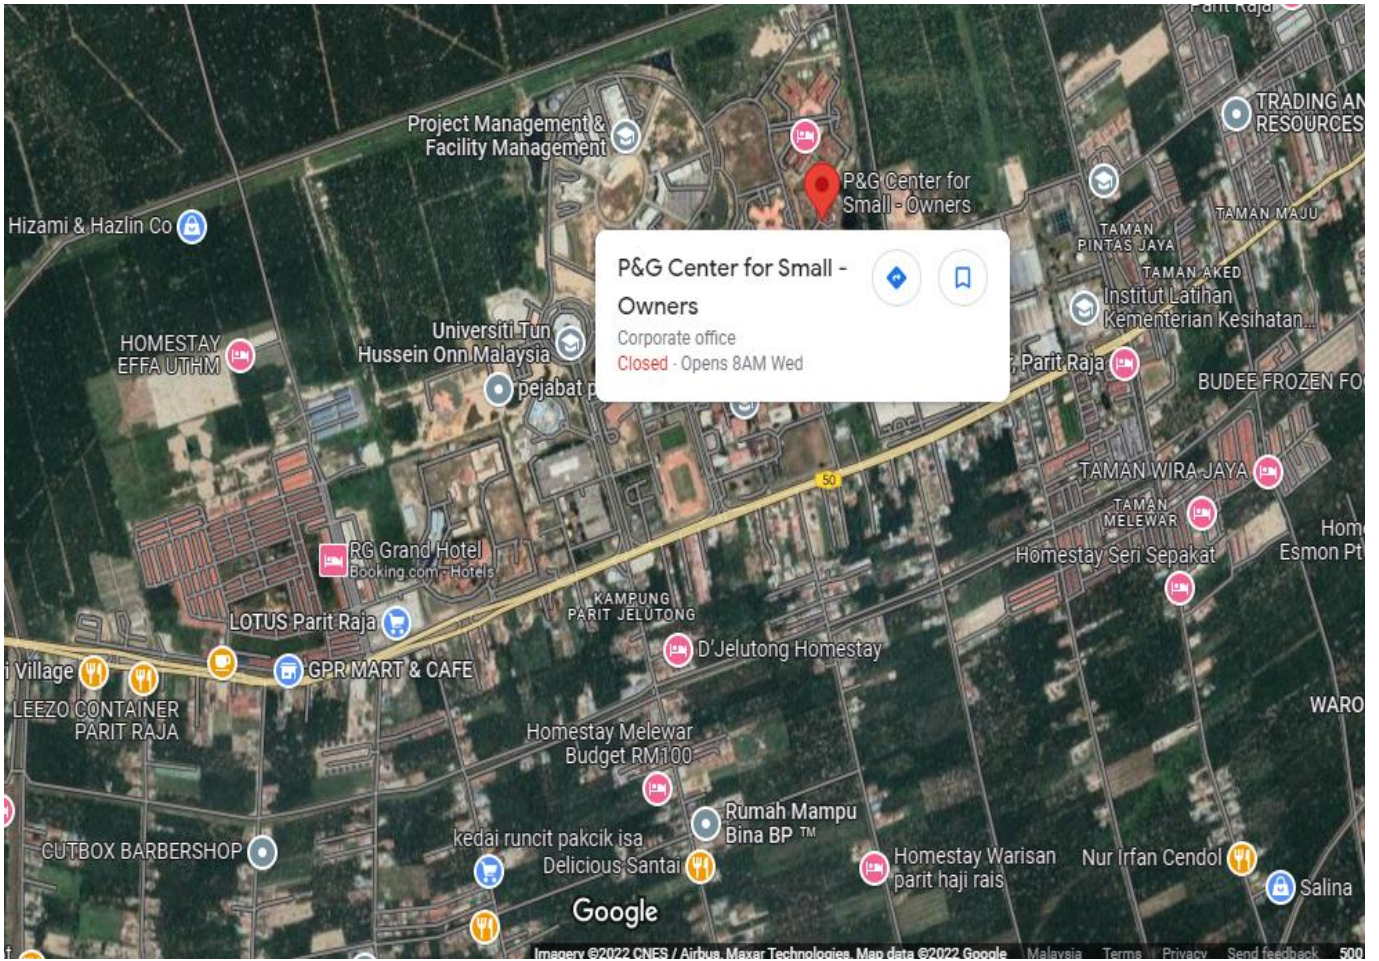 Parit Raja
TRADING AN
RESOURCES
Project Management &
Facility Management
P&G Center for
Small - Owners
Hizami & Hazlin Co
TAMAN MAJU
TAMAN
PINTAS JAYA
P&G Center for Small -
Owners
Corporate office
Closed · Opens 8AM Wed
TAMAN AKED
Institut Latihan
Kementerian Kesihatan...
Universiti Tun
Hussein Onn Malaysia
HOMESTAY
EFFA UTHM
, Parit Raja
BUDEE FROZEN FO
pejabat p
TAMAN WIRA JAYA
50
TAMAN
MELEWAR
Hom
Esmon Pt
Homestay Seri Sepakat
RG Grand Hotel
Booking.com · Hotels
KAMPUNG
PARIT JELUTONG
LOTUS Parit Raja
D'Jelutong Homestay
i Village
GPR MART & CAFE
LEEZO CONTAINER
PARIT RAJA
WARO
Homestay Melewar
Budget RM100
Rumah Mampu
Bina BP ™
kedai runcit pakcik isa
CUTBOX BARBERSHOP
Delicious Santai
Homestay Warisan
parit haji rais
Nur Irfan Cendol
Salina
Google
Imagery ©2022 CNES / Airbus, Maxar Technologies, Map data ©2022 Google Malaysia Terms Privacy Send feedback 500